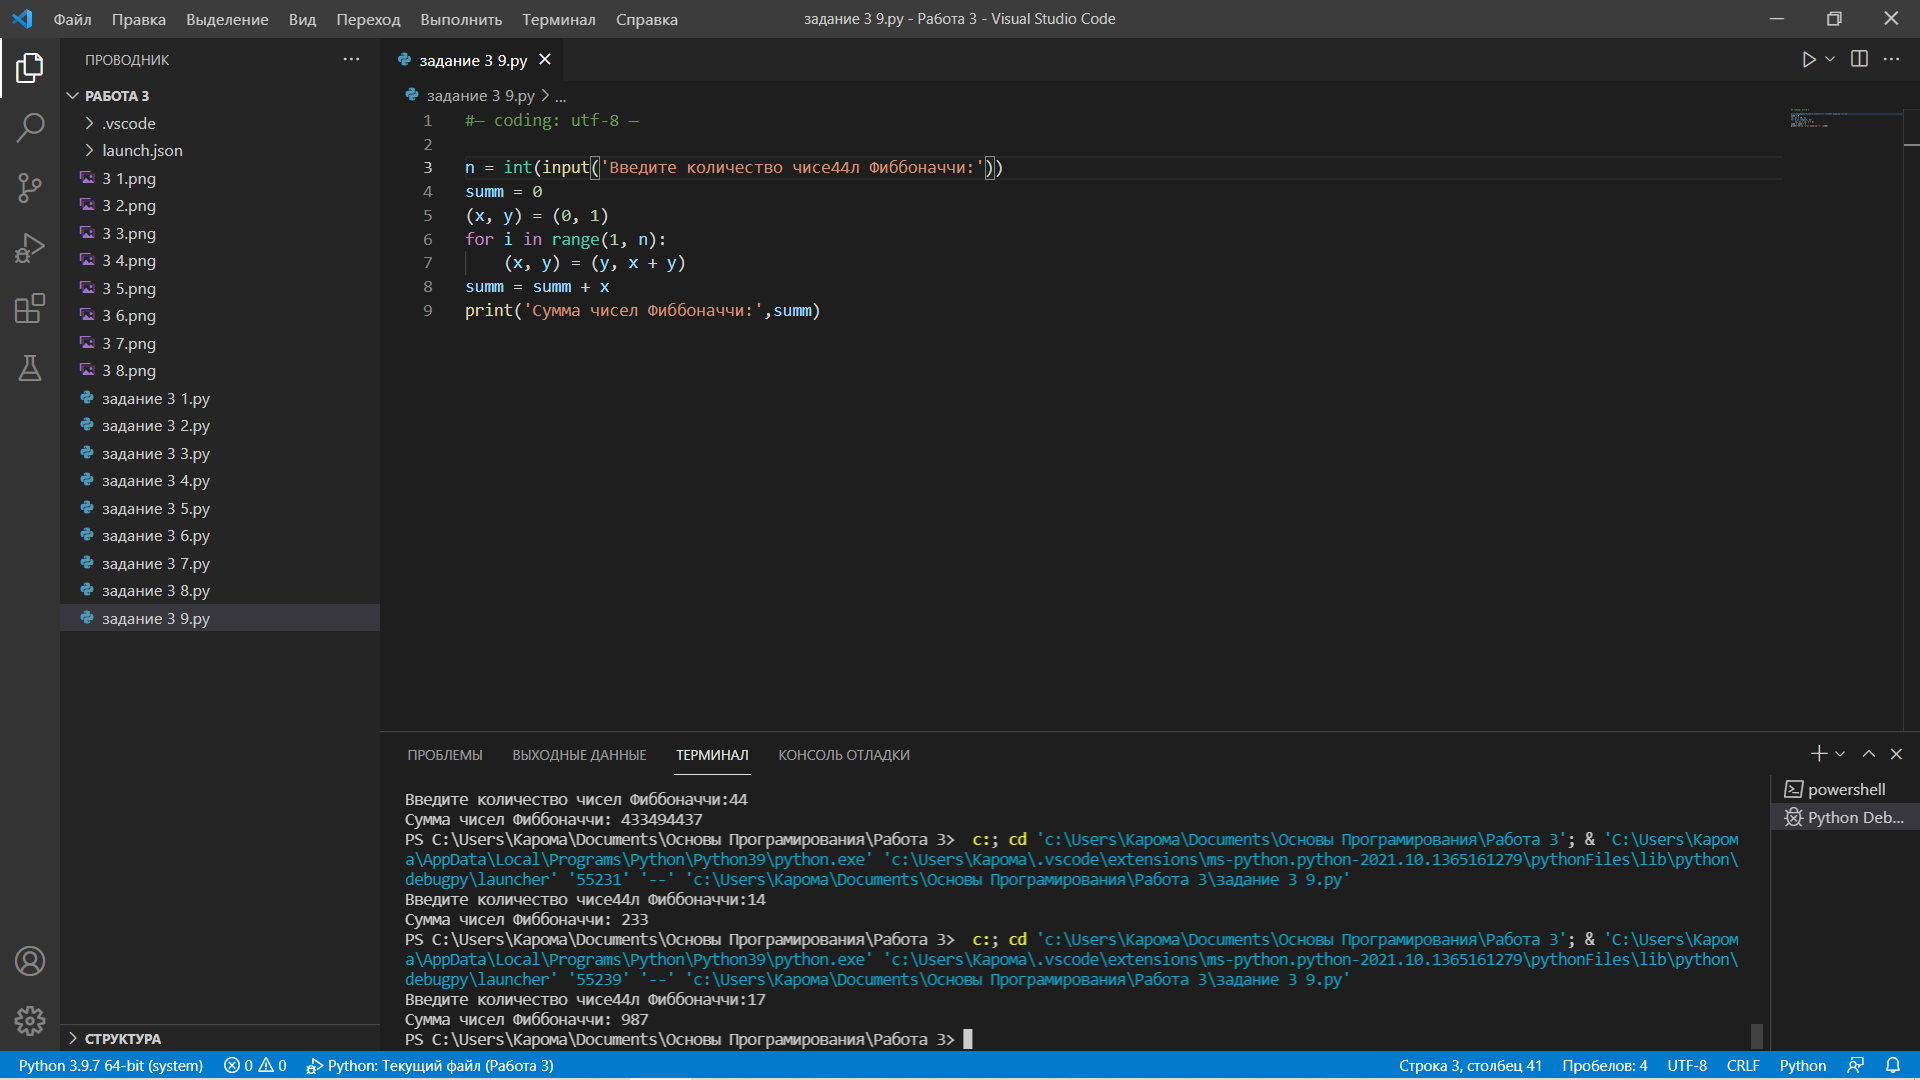 Файл Правка Выделение Вид Переход Выполнить Терминал Справка
задание 3 9.py - Работа 3 - Visual Studio Code
ПРОВОДНИК
РАБОТА 3
.vscode
launch.json
3 1.png
3 2.png
3 3.png
3 4.png
3 5.png
3 6.png
3 7.png
3 8.png
задание 3 1.py
задание 3 2.py
задание 3 3.py
задание 3 4.py
задание 3 5.py
задание 3 6.py
задание 3 7.py
задание 3 8.py
задание 3 9.py
СТРУКТУРА
задание 3 9.py
задание 3 9.py > ...
1 #— coding: utf-8 —
2
3 n = int(input('Введите количество чисе44л Фиббоначчи:'))
4 summ = 0
5 (x, y) = (0, 1)
6 for i in range(1, n):
7 (x, y) = (y, x + y)
8 summ = summ + x
9 print('Сумма чисел Фиббоначчи:',summ)
ПРОБЛЕМЫ ВЫХОДНЫЕ ДАННЫЕ ТЕРМИНАЛ КОНСОЛЬ ОТЛАДКИ
Введите количество чисел Фиббоначчи:44
Сумма чисел Фиббоначчи: 433494437
PS C:\Users\Карома\Documents\Основы Програмирования\Работа 3>  c:; cd 'c:\Users\Карома\Documents\Основы Програмирования\Работа 3'; & 'C:\Users\Каром
а\AppData\Local\Programs\Python\Python39\python.exe' 'c:\Users\Карома\.vscode\extensions\ms-python.python-2021.10.1365161279\pythonFiles\lib\python\
debugpy\launcher' '55231' '--' 'c:\Users\Карома\Documents\Основы Програмирования\Работа 3\задание 3 9.py'
Введите количество чисе44л Фиббоначчи:14
Сумма чисел Фиббоначчи: 233
PS C:\Users\Карома\Documents\Основы Програмирования\Работа 3>  c:; cd 'c:\Users\Карома\Documents\Основы Програмирования\Работа 3'; & 'C:\Users\Каром
а\AppData\Local\Programs\Python\Python39\python.exe' 'c:\Users\Карома\.vscode\extensions\ms-python.python-2021.10.1365161279\pythonFiles\lib\python\
debugpy\launcher' '55239' '--' 'c:\Users\Карома\Documents\Основы Програмирования\Работа 3\задание 3 9.py'
Введите количество чисе44л Фиббоначчи:17
Сумма чисел Фиббоначчи: 987
PS C:\Users\Карома\Documents\Основы Програмирования\Работа 3>
powershell
Python Deb...
Python 3.9.7 64-bit (system) 0 0 Python: Текущий файл (Работа 3)
Строка 3, столбец 41 Пробелов: 4 UTF-8 CRLF Python